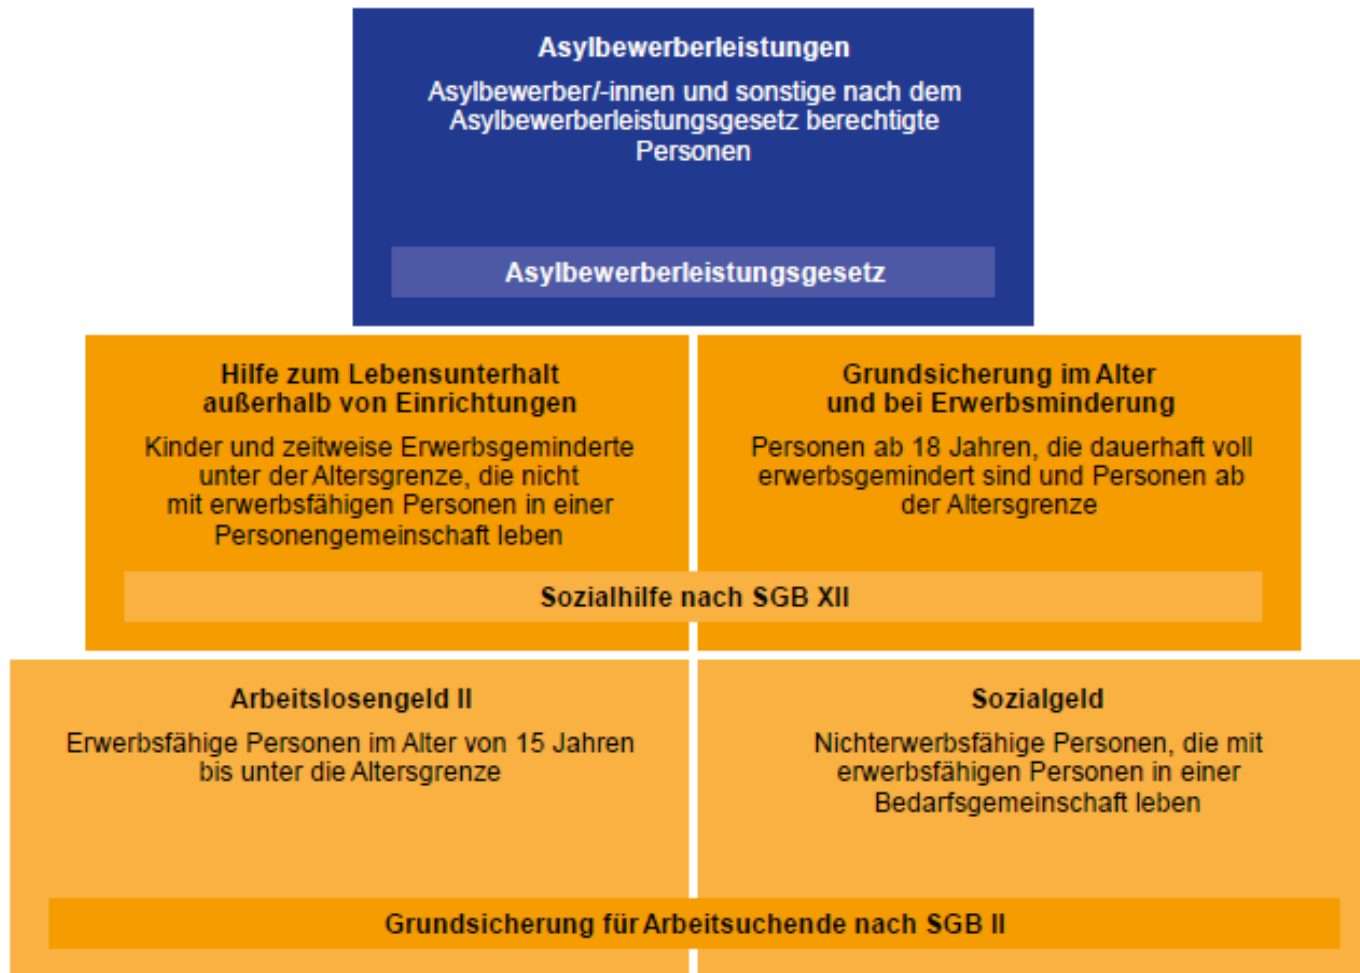 Asylbewerberleistungen
Asylbewerber/-innen und sonstige nach dem
Asylbewerberleistungsgesetz berechtigte
Personen
Asylbewerberleistungsgesetz
Hilfe zum Lebensunterhalt
außerhalb von Einrichtungen
Kinder und zeitweise Erwerbsgeminderte
unter der Altersgrenze, die nicht
mit erwerbsfähigen Personen in einer
Personengemeinschaft leben
Grundsicherung im Alter
und bei Erwerbsminderung
Personen ab 18 Jahren, die dauerhaft voll
erwerbsgemindert sind und Personen ab
der Altersgrenze
Sozialhilfe nach SGB XII
Arbeitslosengeld II
Erwerbsfähige Personen im Alter von 15 Jahren
bis unter die Altersgrenze
Sozialgeld
Nichterwerbsfähige Personen, die mit
erwerbsfähigen Personen in einer
Bedarfsgemeinschaft leben
Grundsicherung für Arbeitsuchende nach SGB II